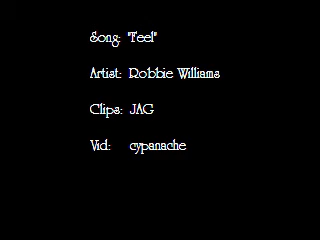 Song: "Feel"
Artist: Robbie Williams
Clips: JAG
Vid: cypanache